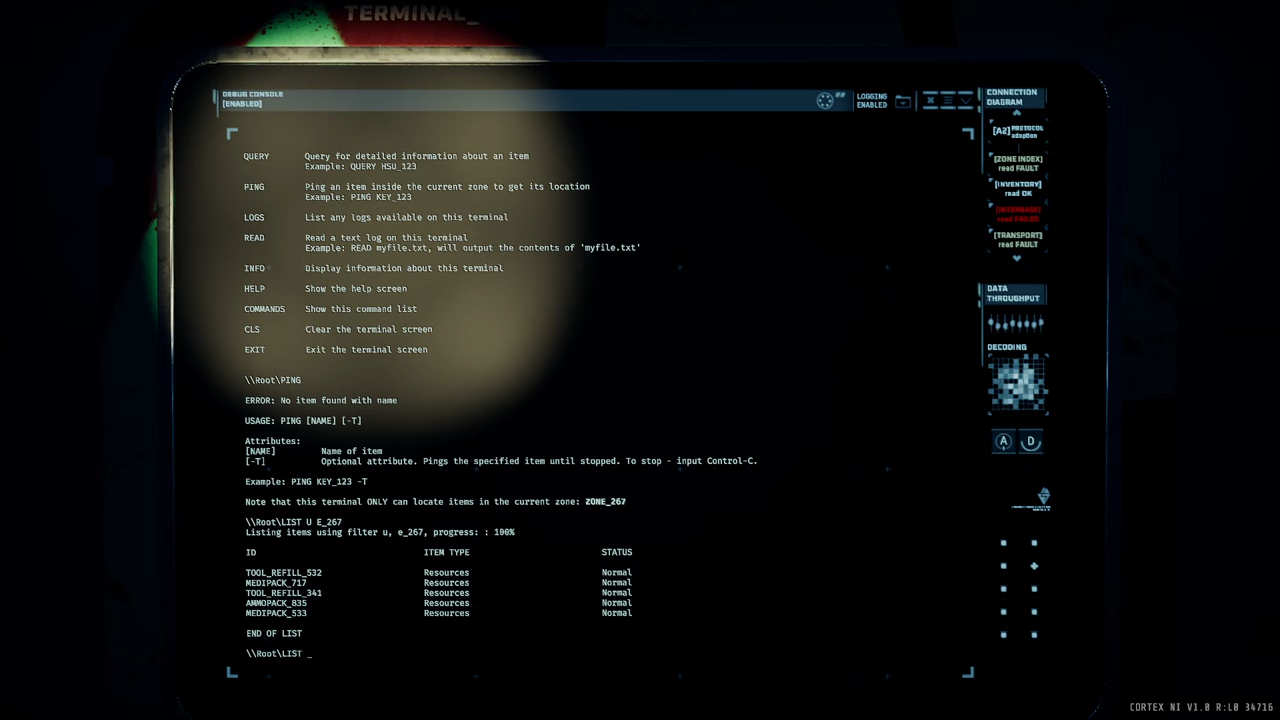 TERMINAL_
DEBUG CONSOLE
[ENABLED]
LOGGING
ENABLED
QUERY Query for detailed information about an item
Example: QUERY HSU_123
PING Ping an item inside the current zone to get its location
Example: PING KEY_123
LOGS List any logs available on this terminal
READ Read a text log on this terminal
Example: READ myfile.txt, will output the contents of 'myfile.txt'
INFO Display information about this terminal
HELP Show the help screen
COMMANDS Show this command list
CLS Clear the terminal screen
EXIT Exit the terminal screen
\\Root\PING
ERROR: No item found with name
USAGE: PING [NAME] [-T]
Attributes:
[NAME] Name of item
[-T] Optional attribute. Pings the specified item until stopped. To stop - input Control-C.
Example: PING KEY_123 -T
Note that this terminal ONLY can locate items in the current zone: ZONE_267
\\Root\LIST U E_267
Listing items using filter u, e_267, progress: : 100%
ID ITEM TYPE STATUS
TOOL_REFILL_532 Resources Normal
MEDIPACK_717 Resources Normal
TOOL_REFILL_341 Resources Normal
AMMOPACK_835 Resources Normal
MEDIPACK_533 Resources Normal
END OF LIST
\\Root\LIST _
CONNECTION
DIAGRAM
[A2] PROTOCOL
adaption
[ZONE INDEX]
read FAULT
[INVENTORY]
read OK
read FAILED
[TRANSPORT]
read FAULT
DATA
THROUGHPUT
DECODING
A D
CORTEX NI V1.0 R:L0 34716